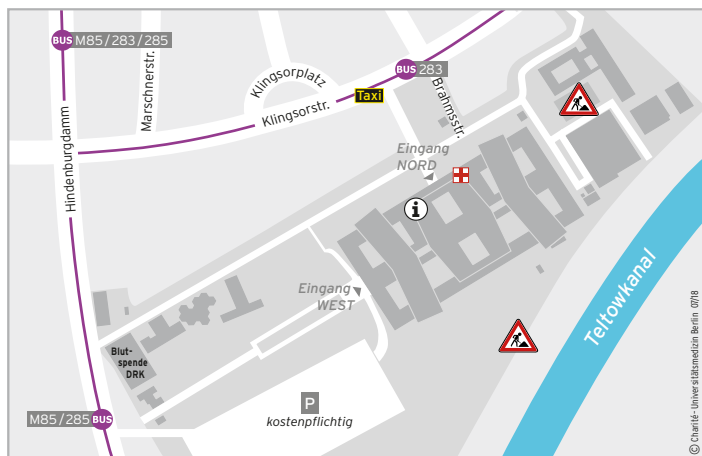 BUS M85/283/285
Marschnerstr.
Klingsorplatz
BUS 283
Taxi
Klingsorstr.
Brahmsstr.
Hindenburgdamm
Eingang
NORD
i
Eingang
WEST
Teltowkanal
Blut-
spende
DRK
P
kostenpflichtig
M85/285 BUS
© Charité - Universitätsmedizin Berlin 07/18